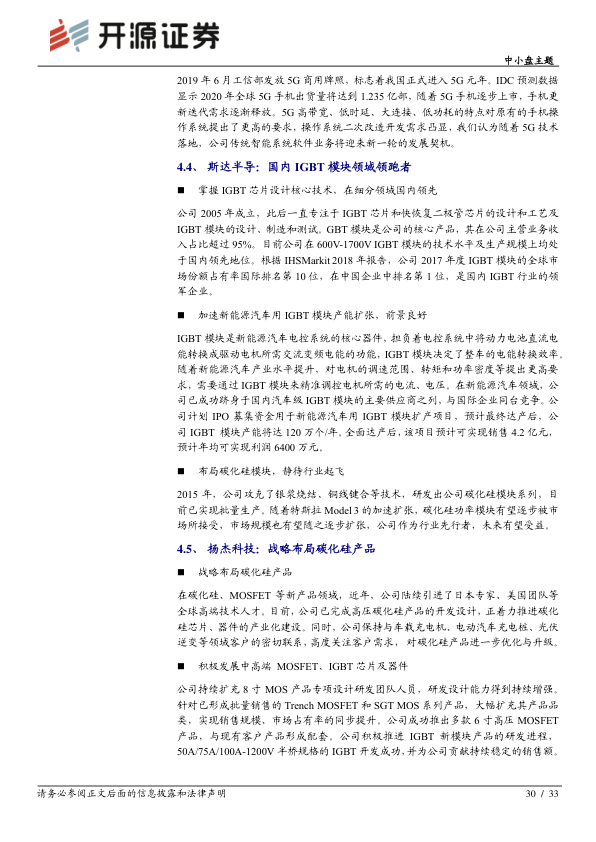 开源证券
中小盘主题
2019 年 6 月工信部发放 5G 商用牌照，标志着我国正式进入 5G 元年。IDC 预测数据
显示 2020 年全球 5G 手机出货量将达到 1.235 亿部，随着 5G 手机逐步上市，手机更
新迭代需求逐渐释放。5G 高带宽、低时延、大连接、低功耗的特点对原有的手机操
作系统提出了更高的要求，操作系统二次改造开发需求凸显，我们认为随着 5G 技术
落地，公司传统智能系统软件业务将迎来新一轮的发展契机。
4.4、 斯达半导：国内 IGBT 模块领域领跑者
■ 掌握 IGBT 芯片设计核心技术，在细分领域国内领先
公司 2005 年成立，此后一直专注于 IGBT 芯片和快恢复二极管芯片的设计和工艺及
IGBT 模块的设计、制造和测试。GBT 模块是公司的核心产品，其在公司主营业务收
入占比超过 95%。目前公司在 600V-1700V IGBT 模块的技术水平及生产规模上均处
于国内领先地位。根据 IHSMarkit 2018 年报告，公司 2017 年度 IGBT 模块的全球市
场份额占有率国际排名第 10 位，在中国企业中排名第 1 位，是国内 IGBT 行业的领
军企业。
■ 加速新能源汽车用 IGBT 模块产能扩张，前景良好
IGBT 模块是新能源汽车电控系统的核心器件，担负着电控系统中将动力电池直流电
能转换成驱动电机所需交流变频电能的功能，IGBT 模块决定了整车的电能转换效率。
随着新能源汽车产业水平提升，对电机的调速范围、转矩和功率密度等提出更高要
求，需要通过 IGBT 模块来精准调控电机所需的电流、电压。在新能源汽车领域，公
司已成功跻身于国内汽车级 IGBT 模块的主要供应商之列，与国际企业同台竞争。公
司计划 IPO 募集资金用于新能源汽车用 IGBT 模块扩产项目，预计最终达产后，公
司 IGBT 模块产能将达 120 万个/年。全面达产后，该项目预计可实现销售 4.2 亿元，
预计年均可实现利润 6400 万元。
■ 布局碳化硅模块，静待行业起飞
2015 年，公司攻克了银浆烧结、铜线键合等技术，研发出公司碳化硅模块系列，目
前已实现批量生产。随着特斯拉 Model 3 的加速扩张，碳化硅功率模块有望逐步被市
场所接受，市场规模也有望随之逐步扩张，公司作为行业先行者，未来有望受益。
4.5、 扬杰科技：战略布局碳化硅产品
■ 战略布局碳化硅产品
在碳化硅、MOSFET 等新产品领域，近年，公司陆续引进了日本专家、美国团队等
全球高端技术人才。目前，公司已完成高压碳化硅产品的开发设计，正着力推进碳化
硅芯片、器件的产业化建设。同时，公司保持与车载充电机、电动汽车充电桩、光伏
逆变等领域客户的密切联系，高度关注客户需求， 对碳化硅产品进一步优化与升级。
■ 积极发展中高端 MOSFET、IGBT 芯片及器件
公司持续扩充 8 寸 MOS 产品专项设计研发团队人员，研发设计能力得到持续增强。
针对已形成批量销售的 Trench MOSFET 和 SGT MOS 系列产品，大幅扩充其产品品
类，实现销售规模、市场占有率的同步提升。公司成功推出多款 6 寸高压 MOSFET
产品，与现有客户产品形成配套。公司积极推进 IGBT 新模块产品的研发进程，
50A/75A/100A-1200V 半桥规格的 IGBT 开发成功，并为公司贡献持续稳定的销售额。
请务必参阅正文后面的信息披露和法律声明
30 / 33